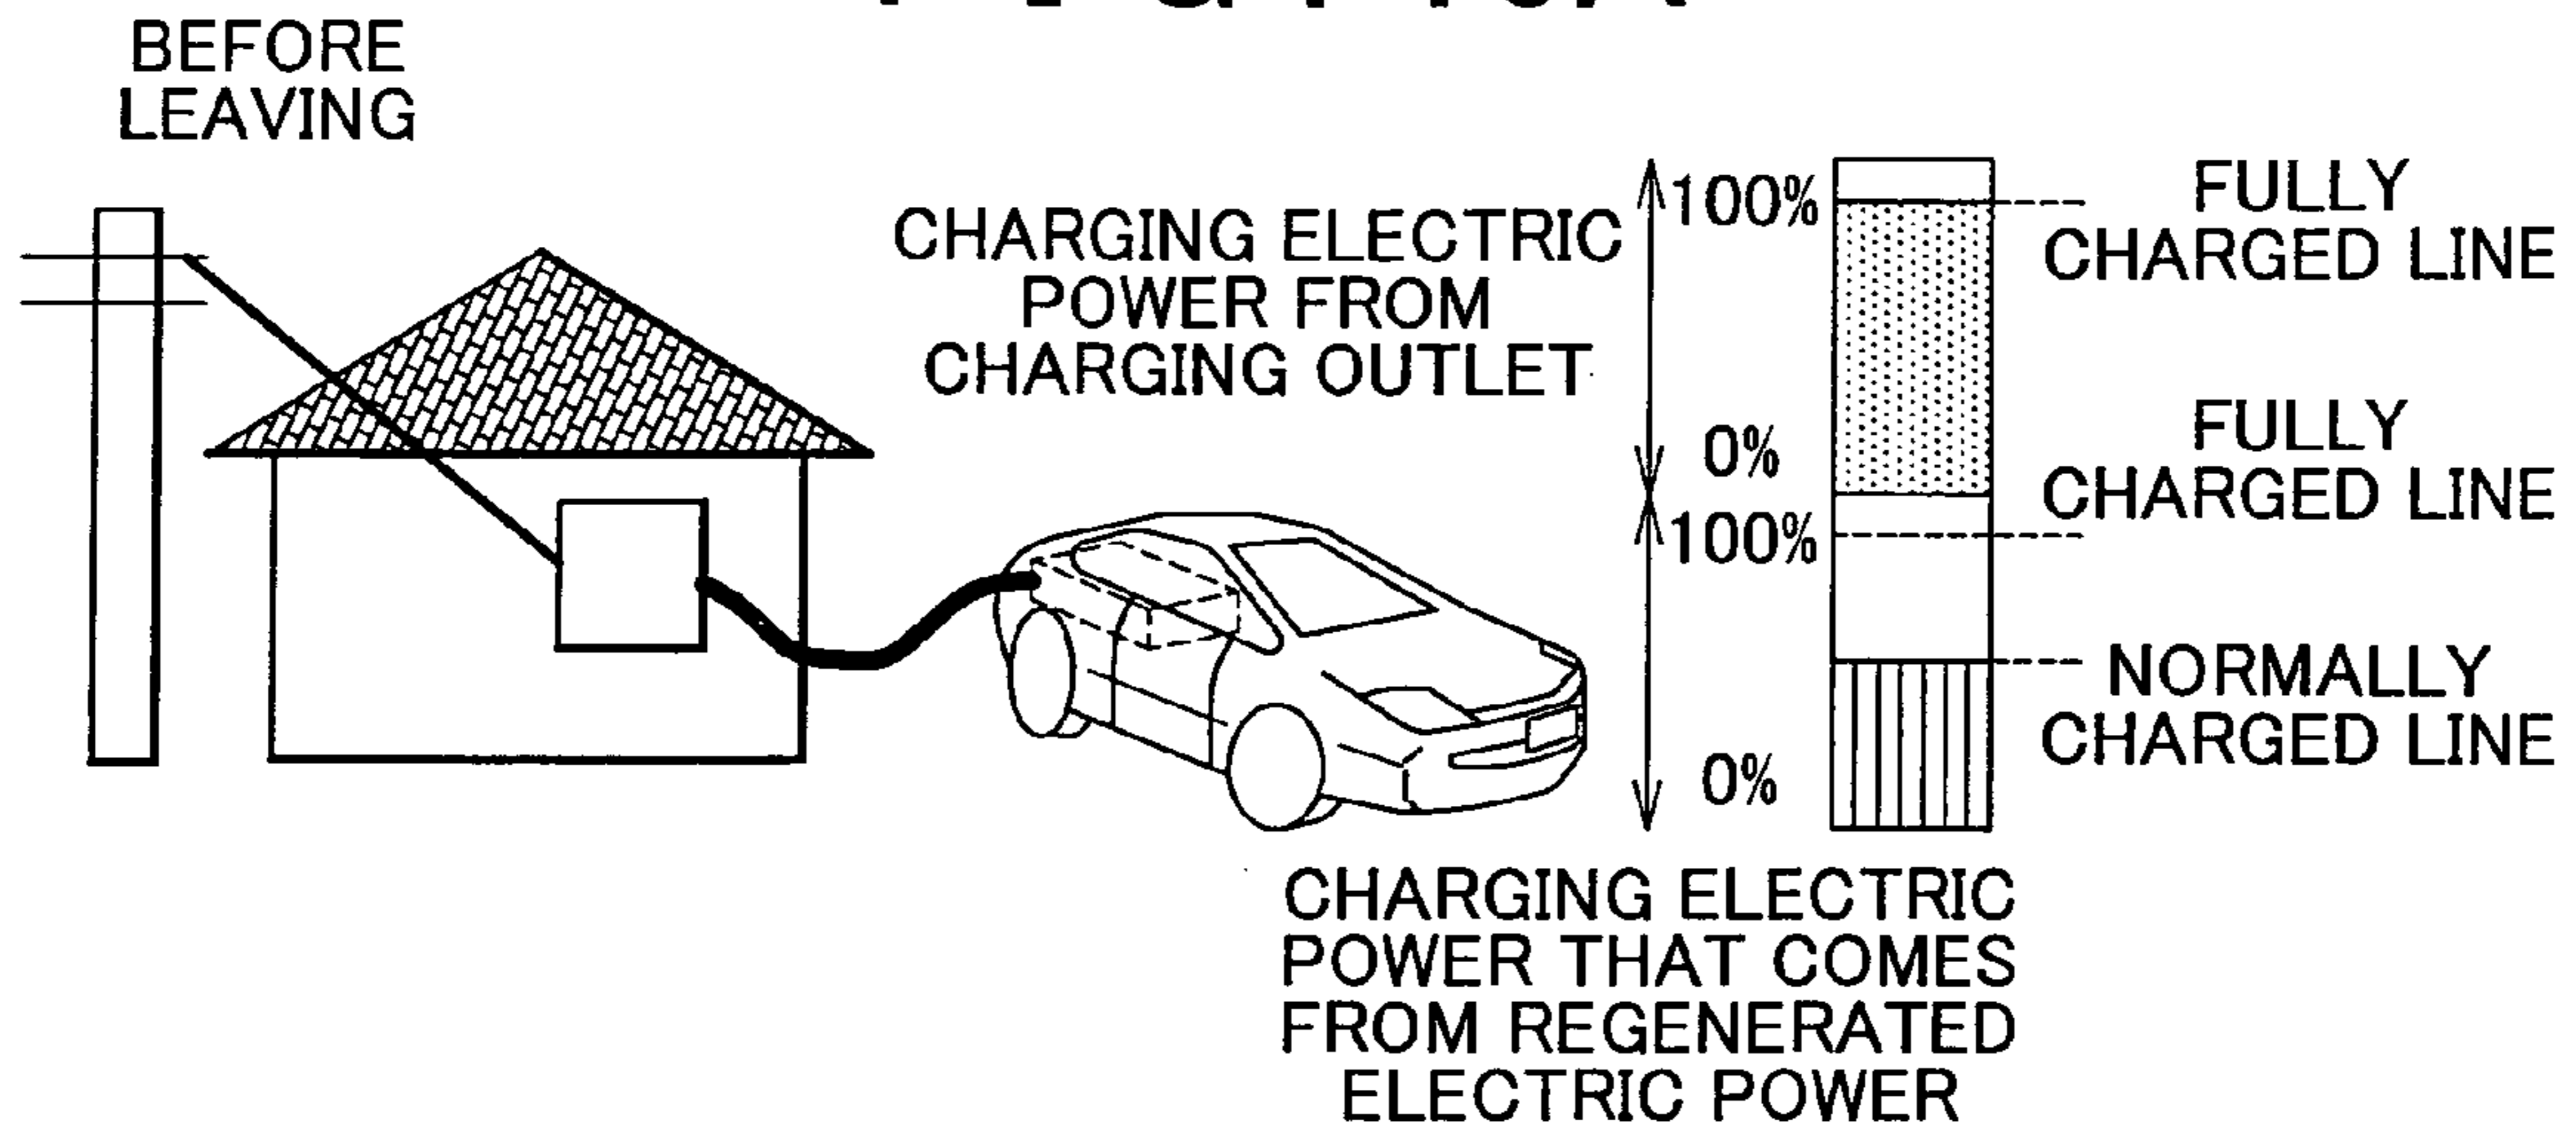 BEFORE
LEAVING
CHARGING ELECTRIC
POWER FROM
CHARGING OUTLET
100%
0%
100%
0%
FULLY
CHARGED LINE
FULLY
CHARGED LINE
NORMALLY
CHARGED LINE
CHARGING ELECTRIC
POWER THAT COMES
FROM REGENERATED
ELECTRIC POWER